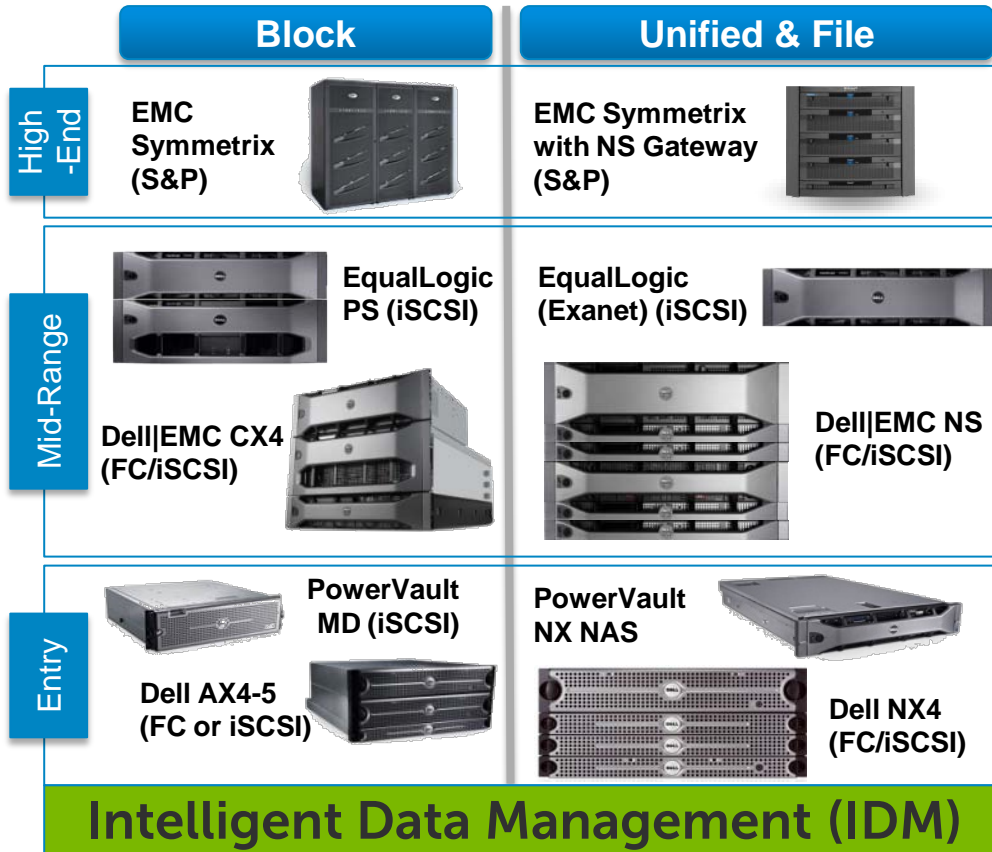 Block
Unified & File
High
-End
EMC
Symmetrix
(S&P)
EMC Symmetrix
with NS Gateway
(S&P)
Mid-Range
EqualLogic
PS (iSCSI)
EqualLogic
(Exanet) (iSCSI)
Dell|EMC CX4
(FC/iSCSI)
Dell|EMC NS
(FC/iSCSI)
Entry
PowerVault
MD (iSCSI)
PowerVault
NX NAS
Dell AX4-5
(FC or iSCSI)
Dell NX4
(FC/iSCSI)
Intelligent Data Management (IDM)